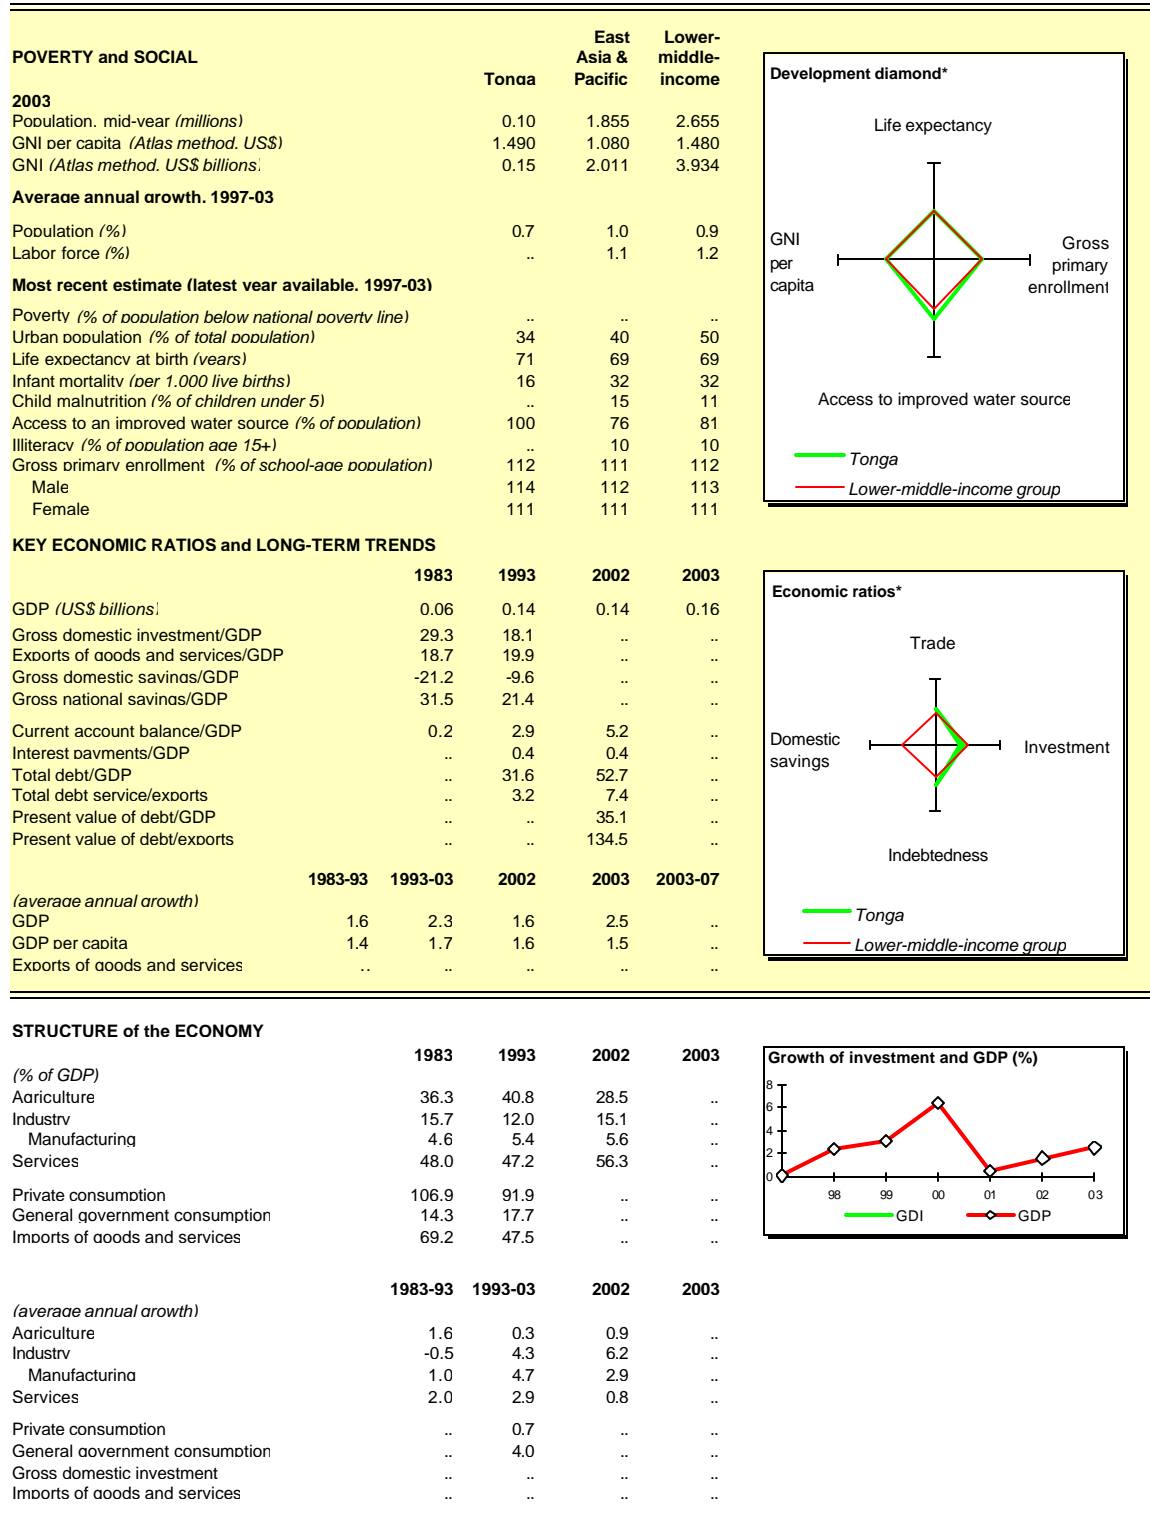 POVERTY and SOCIAL Tonga East Asia & Pacific Lower-middle-income
2003
Population, mid-year (millions) 0.10 1.855 2.655
GNI per capita (Atlas method, US$) 1.490 1.080 1.480
GNI (Atlas method, US$ billions) 0.15 2.011 3.934
Average annual growth, 1997-03
Population (%) 0.7 1.0 0.9
Labor force (%) .. 1.1 1.2
Most recent estimate (latest year available, 1997-03)
Poverty (% of population below national poverty line) .. .. ..
Urban population (% of total population) 34 40 50
Life expectancy at birth (years) 71 69 69
Infant mortality (per 1,000 live births) 16 32 32
Child malnutrition (% of children under 5) .. 15 11
Access to an improved water source (% of population) 100 76 81
Illiteracy (% of population age 15+) .. 10 10
Gross primary enrollment (% of school-age population) 112 111 112
Male 114 112 113
Female 111 111 111
Development diamond*
Life expectancy
GNI per capita
Gross primary enrollment
Access to improved water source
Tonga
Lower-middle-income group
KEY ECONOMIC RATIOS and LONG-TERM TRENDS
1983 1993 2002 2003
GDP (US$ billions) 0.06 0.14 0.14 0.16
Gross domestic investment/GDP 29.3 18.1 .. ..
Exports of goods and services/GDP 18.7 19.9 .. ..
Gross domestic savings/GDP -21.2 -9.6 .. ..
Gross national savings/GDP 31.5 21.4 .. ..
Current account balance/GDP 0.2 2.9 5.2 ..
Interest payments/GDP .. 0.4 0.4 ..
Total debt/GDP .. 31.6 52.7 ..
Total debt service/exports .. 3.2 7.4 ..
Present value of debt/GDP .. .. 35.1 ..
Present value of debt/exports .. .. 134.5 ..
1983-93 1993-03 2002 2003 2003-07
(average annual growth)
GDP 1.6 2.3 1.6 2.5 ..
GDP per capita 1.4 1.7 1.6 1.5 ..
Exports of goods and services .. .. .. .. ..
Economic ratios*
Trade
Domestic savings
Investment
Indebtedness
Tonga
Lower-middle-income group
STRUCTURE of the ECONOMY
1983 1993 2002 2003
(% of GDP)
Agriculture 36.3 40.8 28.5 ..
Industry 15.7 12.0 15.1 ..
Manufacturing 4.6 5.4 5.6 ..
Services 48.0 47.2 56.3 ..
Private consumption 106.9 91.9 .. ..
General government consumption 14.3 17.7 .. ..
Imports of goods and services 69.2 47.5 .. ..
Growth of investment and GDP (%)
8
6
4
2
0
98 99 00 01 02 03
GDI GDP
1983-93 1993-03 2002 2003
(average annual growth)
Agriculture 1.6 0.3 0.9 ..
Industry -0.5 4.3 6.2 ..
Manufacturing 1.0 4.7 2.9 ..
Services 2.0 2.9 0.8 ..
Private consumption .. 0.7 .. ..
General government consumption .. 4.0 .. ..
Gross domestic investment .. .. .. ..
Imports of goods and services .. .. .. ..